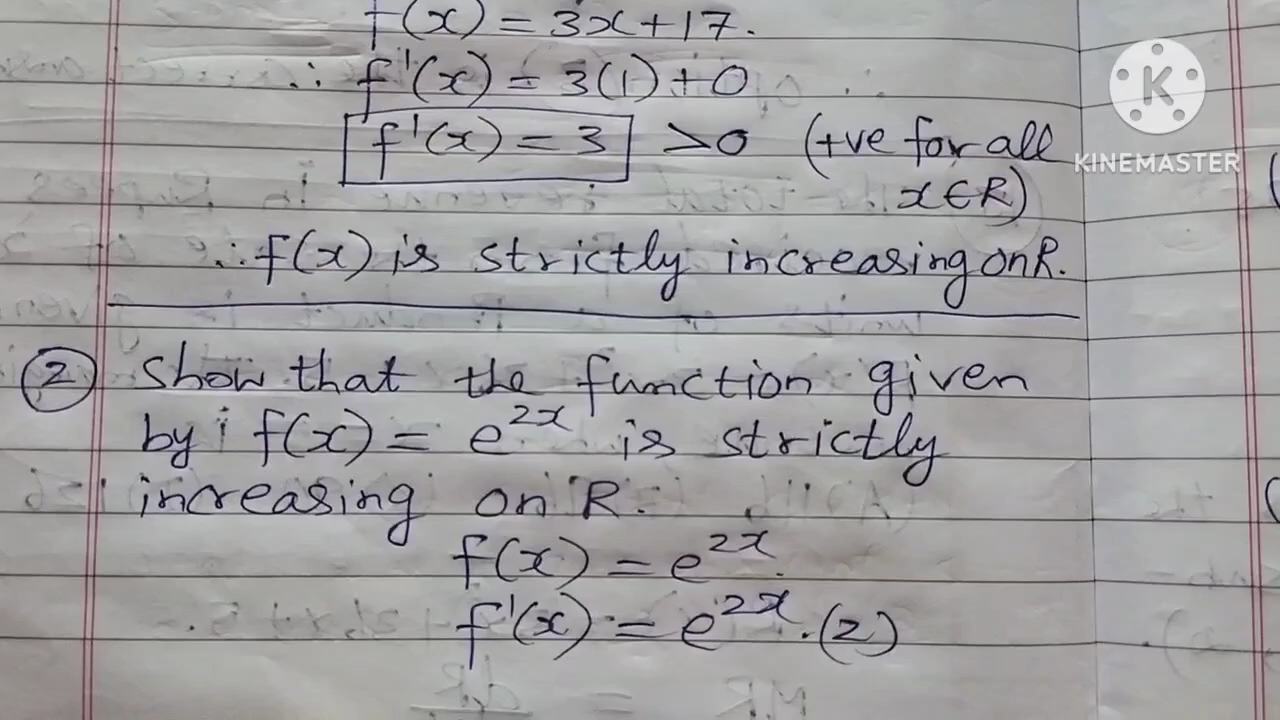 f(x) = 3x+17.
∴ f'(x) = 3(1)+0
f'(x) = 3 >0 (+ve for all
x∈R)
∴ f(x) is strictly increasing on R.
② Show that the function given
by f(x) = e^{2x} is strictly
increasing on R.
f(x) = e^{2x}
f'(x) = e^{2x}.(2)
K
KINEMASTER